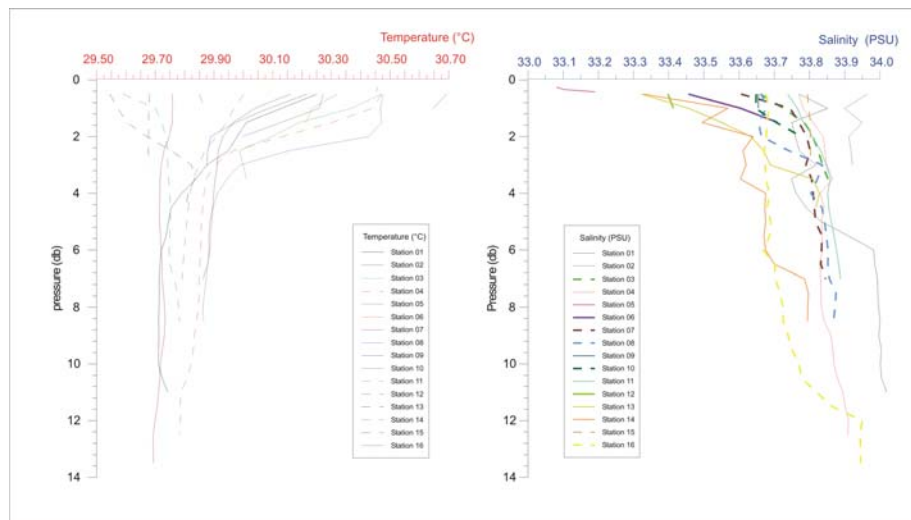 Temperature (°C)
29.50 29.70 29.90 30.10 30.30 30.50 30.70
0
2
4
6
8
10
12
14
pressure (db)
Temperature (°C)
Station 01
Station 02
Station 03
Station 04
Station 05
Station 06
Station 07
Station 08
Station 09
Station 10
Station 11
Station 12
Station 13
Station 14
Station 15
Station 16
Salinity (PSU)
33.0 33.1 33.2 33.3 33.4 33.5 33.6 33.7 33.8 33.9 34.0
0
2
4
6
8
10
12
14
Pressure (db)
Salinity (PSU)
Station 01
Station 02
Station 03
Station 04
Station 05
Station 06
Station 07
Station 08
Station 09
Station 10
Station 11
Station 12
Station 13
Station 14
Station 15
Station 16